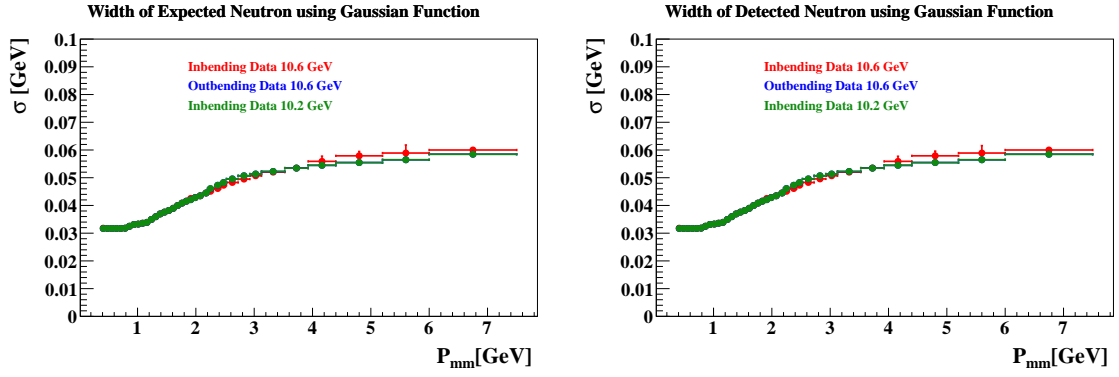 Width of Expected Neutron using Gaussian Function
σ [GeV]
0.1
0.09
0.08
0.07
0.06
0.05
0.04
0.03
0.02
0.01
0
Inbending Data 10.6 GeV
Outbending Data 10.6 GeV
Inbending Data 10.2 GeV
1 2 3 4 5 6 7
Pmm[GeV]
Width of Detected Neutron using Gaussian Function
σ [GeV]
0.1
0.09
0.08
0.07
0.06
0.05
0.04
0.03
0.02
0.01
0
Inbending Data 10.6 GeV
Outbending Data 10.6 GeV
Inbending Data 10.2 GeV
1 2 3 4 5 6 7
Pmm[GeV]